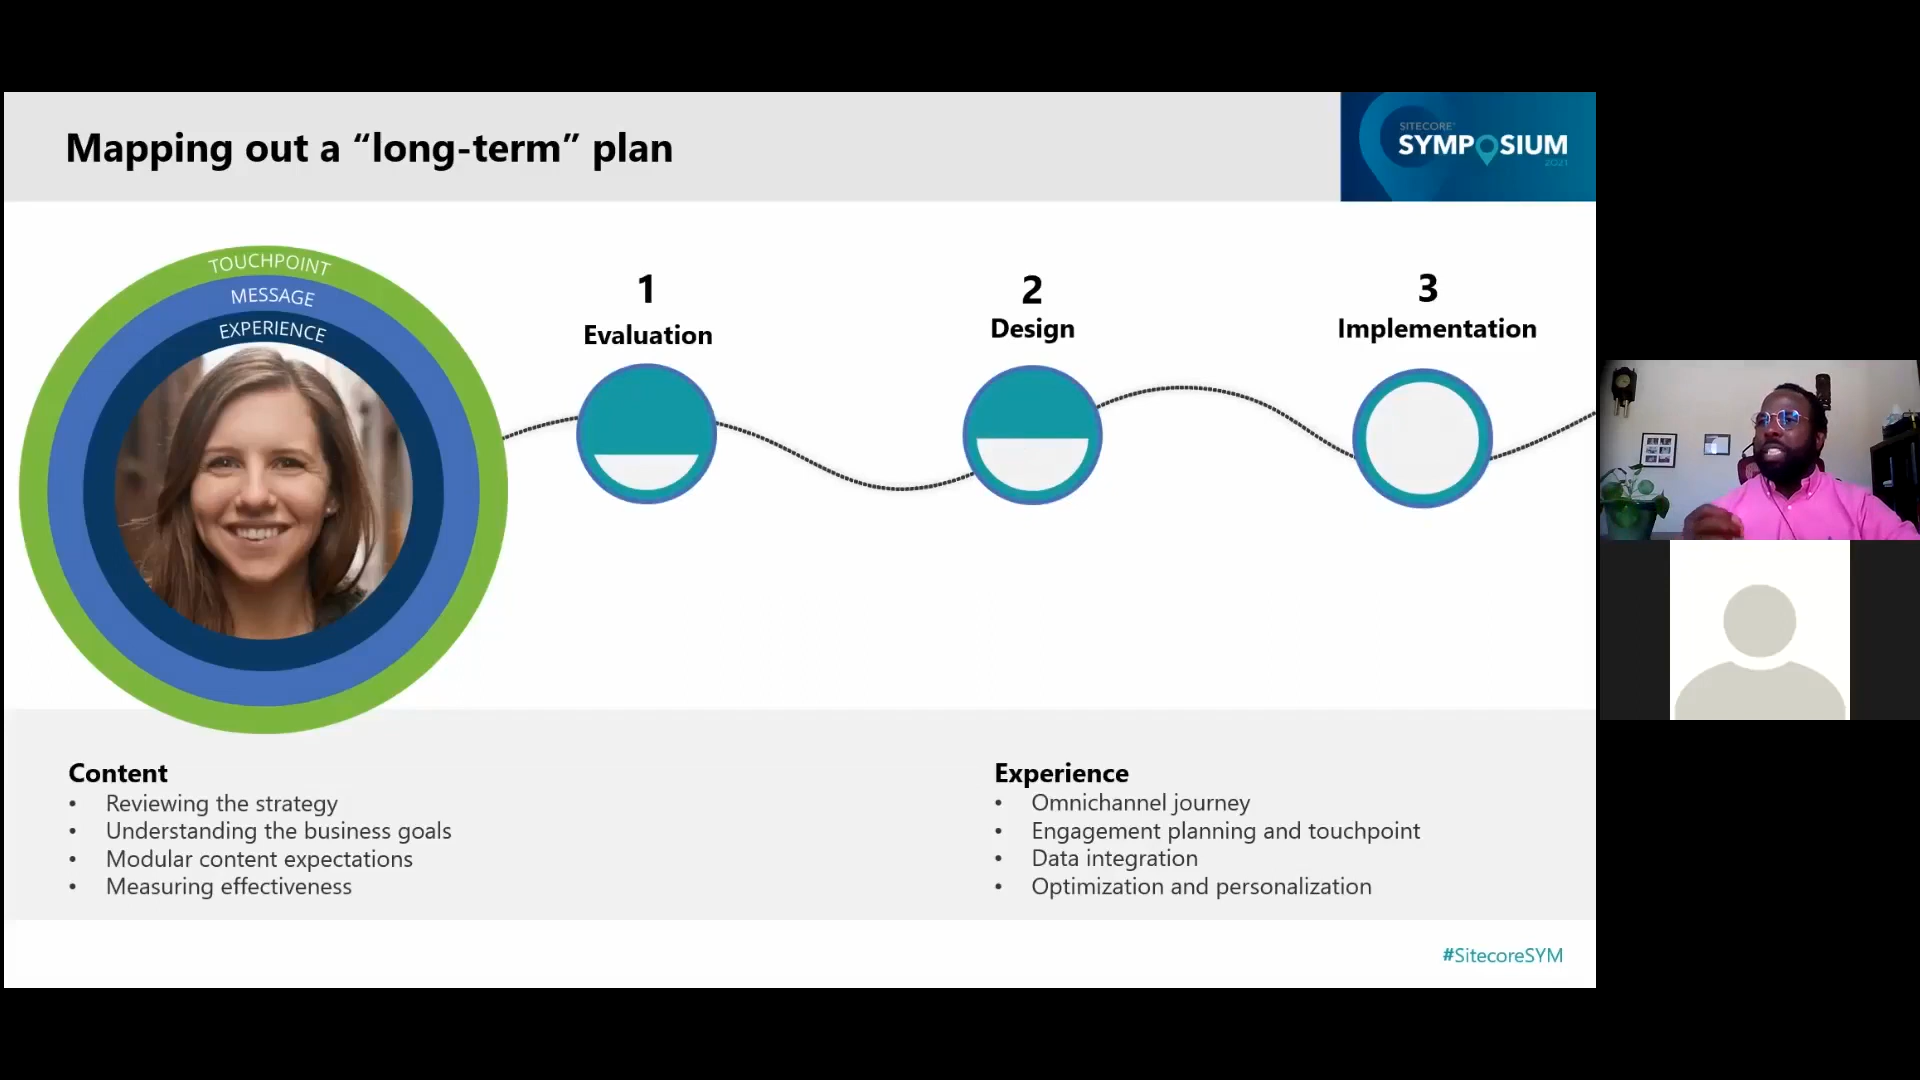 Mapping out a “long-term” plan
SITECORE
SYMPOSIUM
2021
TOUCHPOINT
MESSAGE
EXPERIENCE
1
Evaluation
2
Design
3
Implementation
Content
• Reviewing the strategy
• Understanding the business goals
• Modular content expectations
• Measuring effectiveness
Experience
• Omnichannel journey
• Engagement planning and touchpoint
• Data integration
• Optimization and personalization
#SitecoreSYM